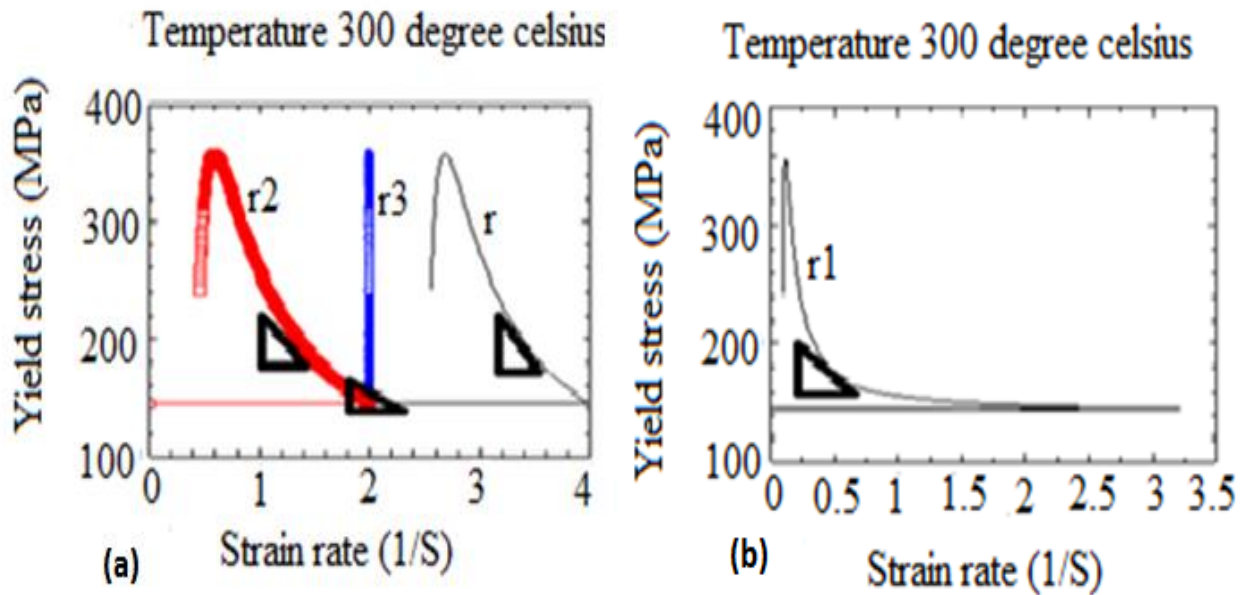 Temperature 300 degree celsius
Yield stress (MPa)
400
300
200
100
r2
r3
r
0 1 2 3 4
Strain rate (1/S)
(a)
Temperature 300 degree celsius
Yield stress (MPa)
400
300
200
100
r1
0 0.5 1 1.5 2 2.5 3 3.5
Strain rate (1/S)
(b)